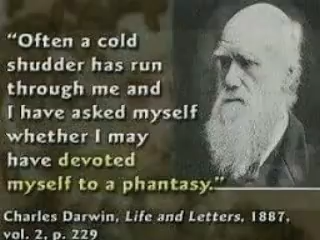 “Often a cold
shudder has run
through me and
I have asked myself
whether I may
have devoted
myself to a phantasy.”
Charles Darwin, Life and Letters, 1887,
vol. 2, p. 229